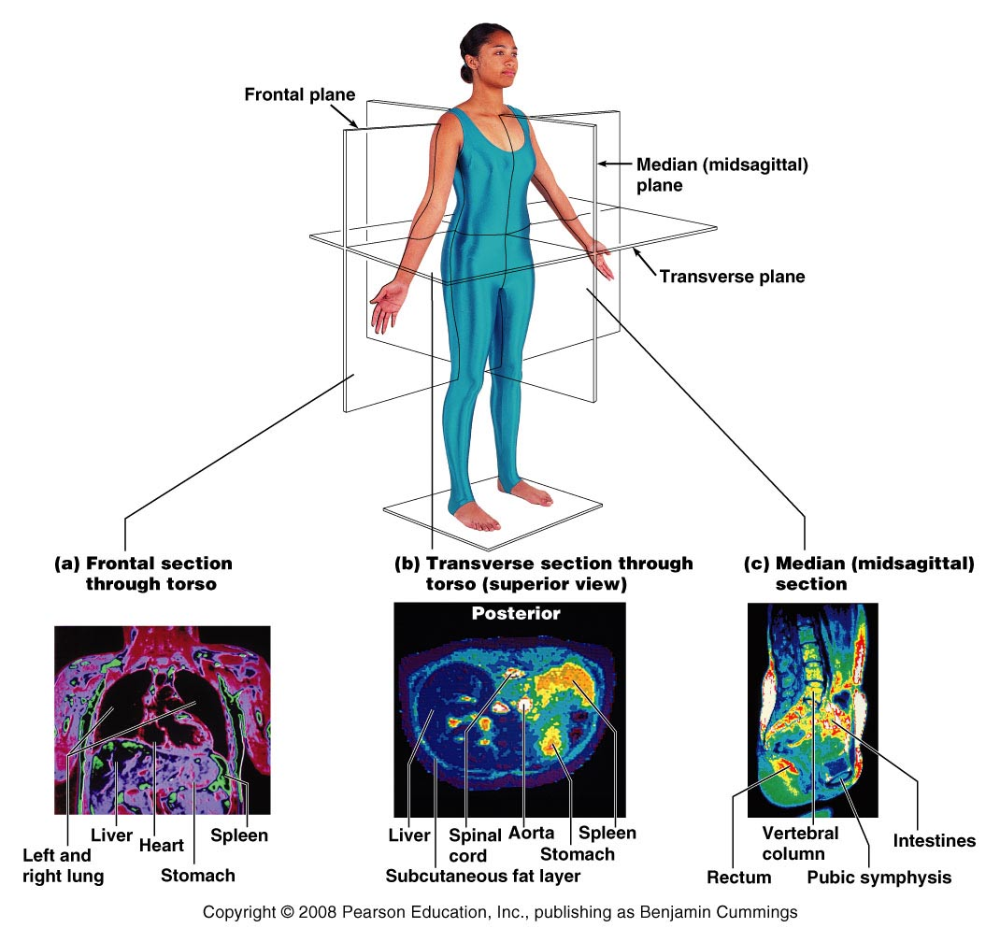 Frontal plane
Median (midsagittal)
plane
Transverse plane
(a) Frontal section
through torso
(b) Transverse section through
torso (superior view)
(c) Median (midsagittal)
section
Posterior
Left and
right lung
Liver
Heart
Stomach
Spleen
Liver
Subcutaneous fat layer
Spinal
cord
Aorta
Stomach
Spleen
Rectum
Vertebral
column
Pubic symphysis
Intestines
Copyright © 2008 Pearson Education, Inc., publishing as Benjamin Cummings